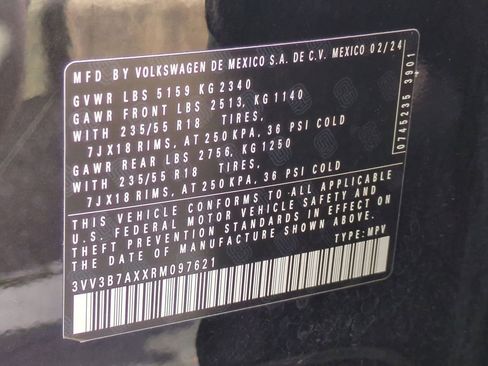 MFD BY VOLKSWAGEN DE MEXICO S.A. DE C.V. MEXICO 02/24
GVWR LBS 5159 KG 2340
GAWR FRONT LBS 2513, KG 1140
WITH 235/55 R18 TIRES,
7JX18 RIMS, AT 250 KPA, 36 PSI COLD
GAWR REAR LBS 2756, KG 1250
WITH 235/55 R18 TIRES,
7JX18 RIMS, AT 250 KPA, 36 PSI COLD
THIS VEHICLE CONFORMS TO ALL APPLICABLE
U.S. FEDERAL MOTOR VEHICLE SAFETY AND
THEFT PREVENTION STANDARDS IN EFFECT ON
THE DATE OF MANUFACTURE SHOWN ABOVE.
3VV3B7AXXRM097621
TYPE: MPV
0745235 3901